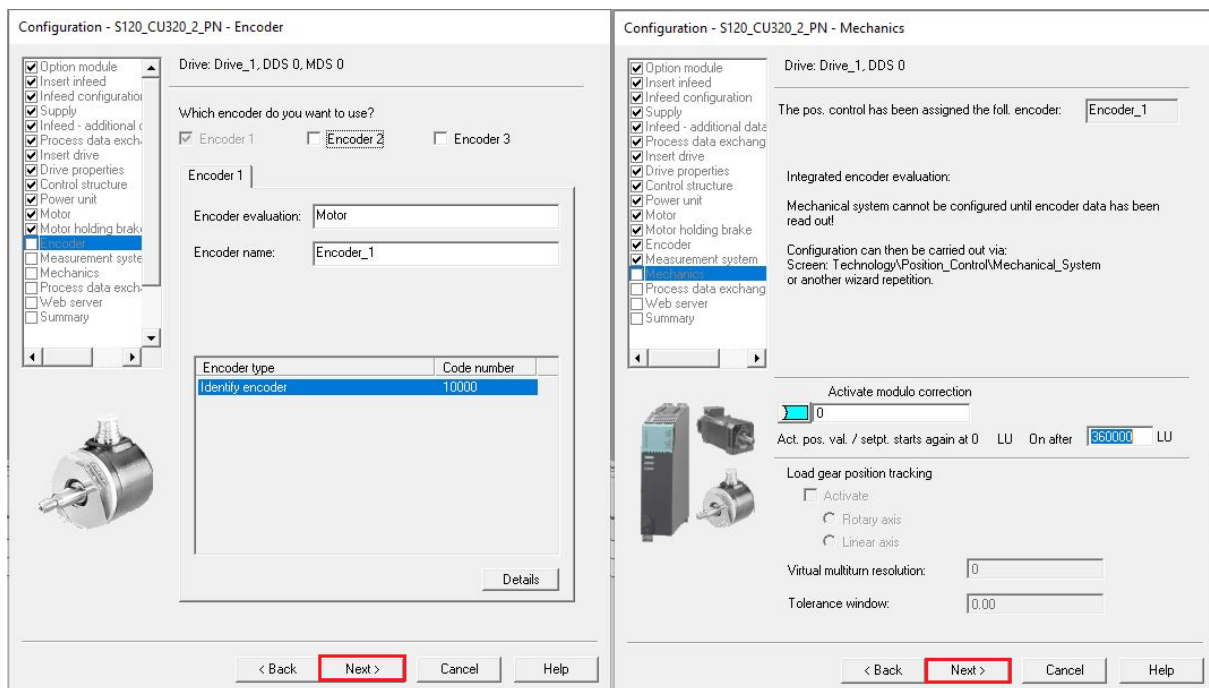 Configuration - S120_CU320_2_PN - Encoder
Option module
Insert infeed
Infeed configuration
Supply
Infeed - additional d
Process data exch
Insert drive
Drive properties
Control structure
Power unit
Motor
Motor holding brake
Encoder
Measurement syste
Mechanics
Process data exch
Web server
Summary
Drive: Drive_1, DDS 0, MDS 0
Which encoder do you want to use?
Encoder 1 Encoder 2 Encoder 3
Encoder 1
Encoder evaluation: Motor
Encoder name: Encoder_1
Encoder type Code number
Identify encoder 10000
Details
< Back Next > Cancel Help
Configuration - S120_CU320_2_PN - Mechanics
Option module
Insert infeed
Infeed configuration
Supply
Infeed - additional data
Process data exchang
Insert drive
Drive properties
Control structure
Power unit
Motor
Motor holding brake
Encoder
Measurement system
Mechanics
Process data exchang
Web server
Summary
Drive: Drive_1, DDS 0
The pos. control has been assigned the foll. encoder: Encoder_1
Integrated encoder evaluation:
Mechanical system cannot be configured until encoder data has been
read out!
Configuration can then be carried out via:
Screen: Technology\Position_Control\Mechanical_System
or another wizard repetition.
Activate modulo correction
0
Act. pos. val. / setpt. starts again at 0 LU On after 360000 LU
Load gear position tracking
Activate
Rotary axis
Linear axis
Virtual multiturn resolution: 0
Tolerance window: 0.00
< Back Next > Cancel Help